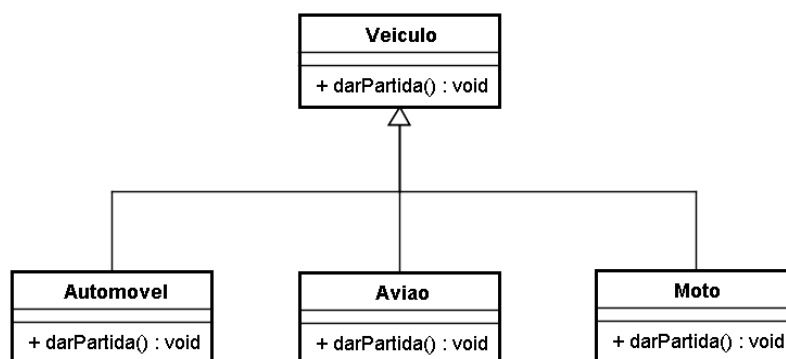 Veiculo
+ darPartida() : void
Automovel
+ darPartida() : void
Aviao
+ darPartida() : void
Moto
+ darPartida() : void